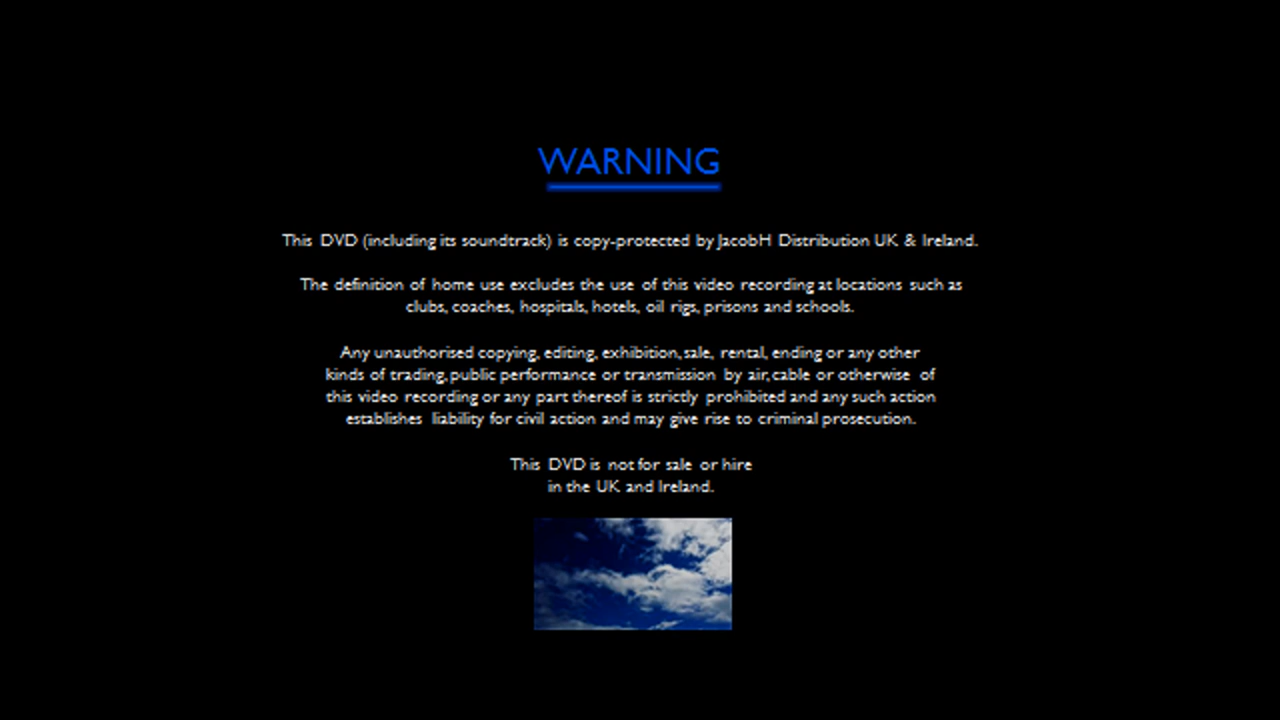 WARNING
This DVD (including its soundtrack) is copy-protected by JacobH Distribution UK & Ireland.
The definition of home use excludes the use of this video recording at locations such as
clubs, coaches, hospitals, hotels, oil rigs, prisons and schools.
Any unauthorised copying, editing, exhibition, sale, rental, ending or any other
kinds of trading, public performance or transmission by air, cable or otherwise of
this video recording or any part thereof is strictly prohibited and any such action
establishes liability for civil action and may give rise to criminal prosecution.
This DVD is not for sale or hire
in the UK and Ireland.